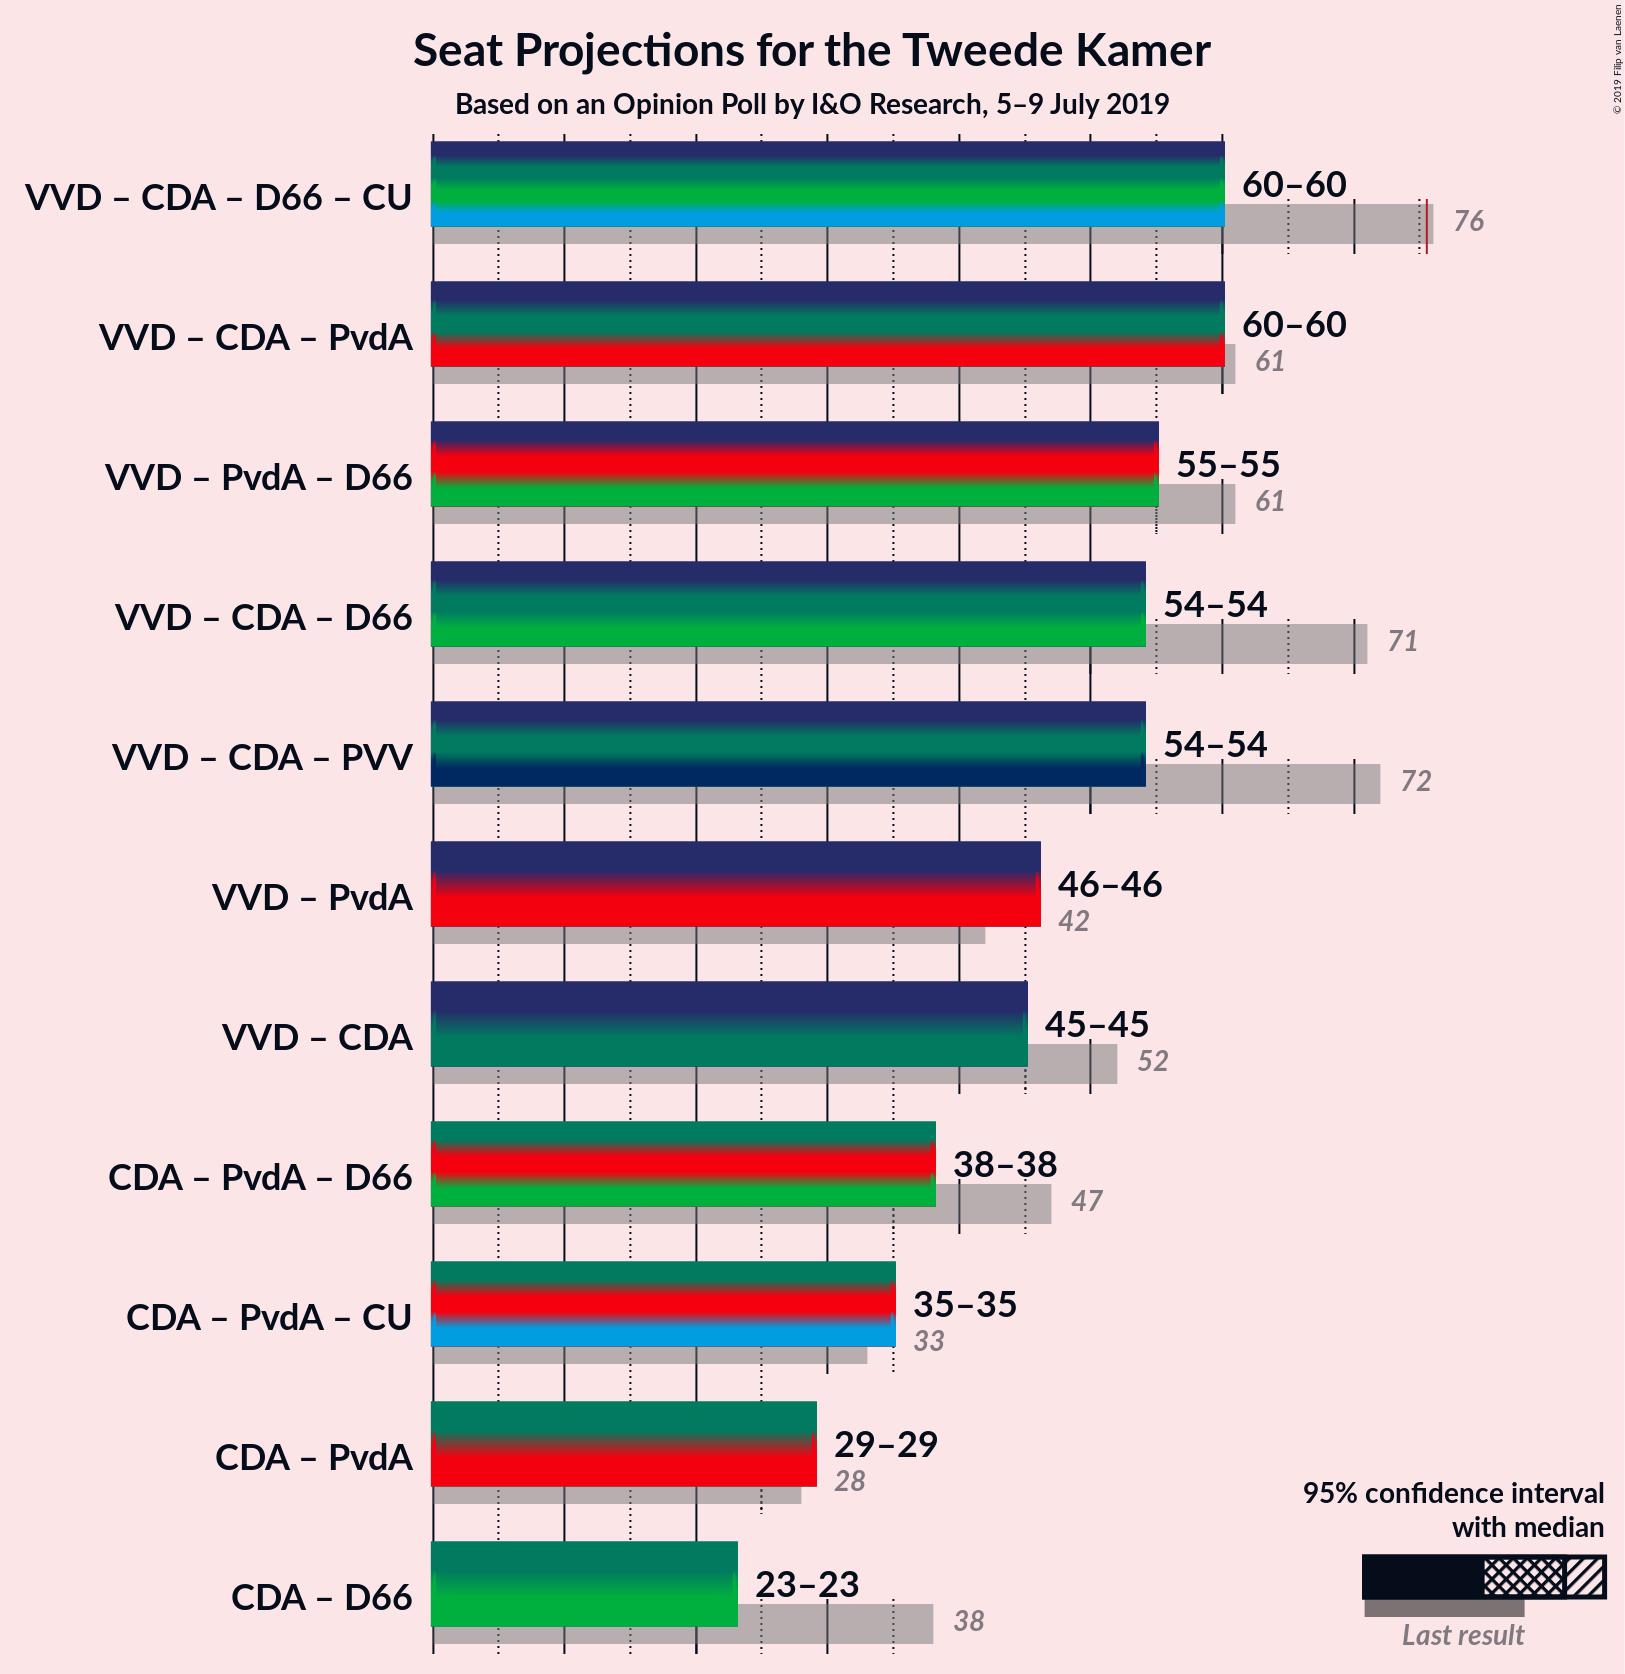 Seat Projections for the Tweede Kamer
Based on an Opinion Poll by I&O Research, 5–9 July 2019
© 2019 Filip van Laenen
VVD – CDA – D66 – CU
60–60
76
VVD – CDA – PvdA
60–60
61
VVD – PvdA – D66
55–55
61
VVD – CDA – D66
54–54
71
VVD – CDA – PVV
54–54
72
VVD – PvdA
46–46
42
VVD – CDA
45–45
52
CDA – PvdA – D66
38–38
47
CDA – PvdA – CU
35–35
33
CDA – PvdA
29–29
28
CDA – D66
23–23
38
95% confidence interval
with median
Last result